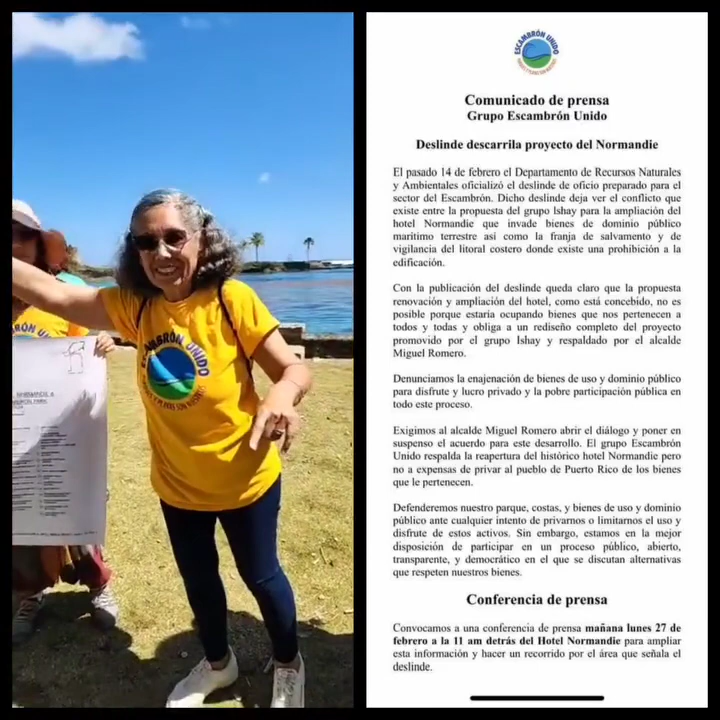 ESCAMBRÓN UNIDO
ESCAMBRÓN UNIDO
Comunicado de prensa
Grupo Escambrón Unido
Deslinde descarrila proyecto del Normandie
El pasado 14 de febrero el Departamento de Recursos Naturales
y Ambientales oficializó el deslinde de oficio preparado para el
sector del Escambrón. Dicho deslinde deja ver el conflicto que
existe entre la propuesta del grupo Ishay para la ampliación del
hotel Normandie que invade bienes de dominio público
marítimo terrestre así como la franja de salvamento y de
vigilancia del litoral costero donde existe una prohibición a la
edificación.
Con la publicación del deslinde queda claro que la propuesta
renovación y ampliación del hotel, como está concebido, no es
posible porque estaría ocupando bienes que nos pertenecen a
todos y todas y obliga a un rediseño completo del proyecto
promovido por el grupo Ishay y respaldado por el alcalde
Miguel Romero.
Denunciamos la enajenación de bienes de uso y dominio público
para disfrute y lucro privado y la pobre participación pública en
todo este proceso.
Exigimos al alcalde Miguel Romero abrir el diálogo y poner en
suspenso el acuerdo para este desarrollo. El grupo Escambrón
Unido respalda la reapertura del histórico hotel Normandie pero
no a expensas de privar al pueblo de Puerto Rico de los bienes
que le pertenecen.
Defenderemos nuestro parque, costas, y bienes de uso y dominio
público ante cualquier intento de privarnos o limitarnos el uso y
disfrute de estos activos. Sin embargo, estamos en la mejor
disposición de participar en un proceso público, abierto,
transparente, y democrático en el que se discutan alternativas
que respeten nuestros bienes.
Conferencia de prensa
Convocamos a una conferencia de prensa mañana lunes 27 de
febrero a la 11 am detrás del Hotel Normandie para ampliar
esta información y hacer un recorrido por el área que señala el
deslinde.